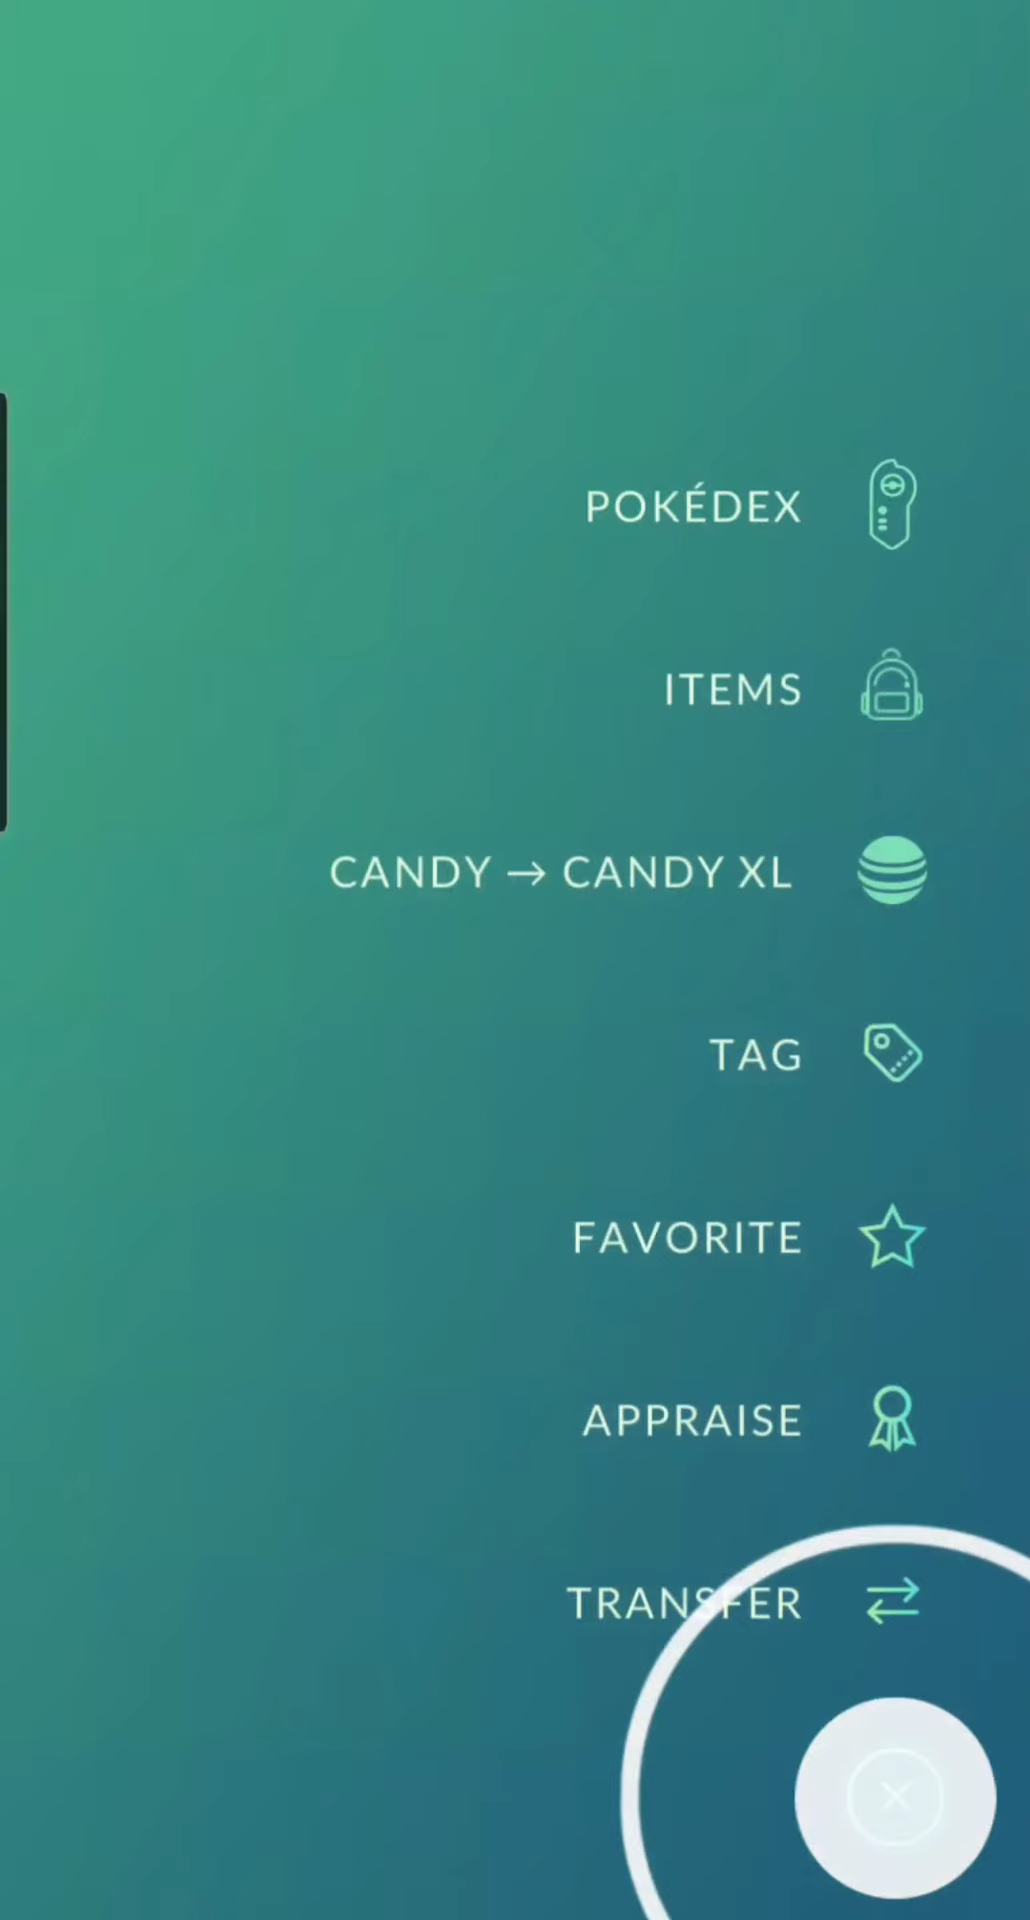 POKÉDEX
ITEMS
CANDY → CANDY XL
TAG
FAVORITE
APPRAISE
TRANSFER